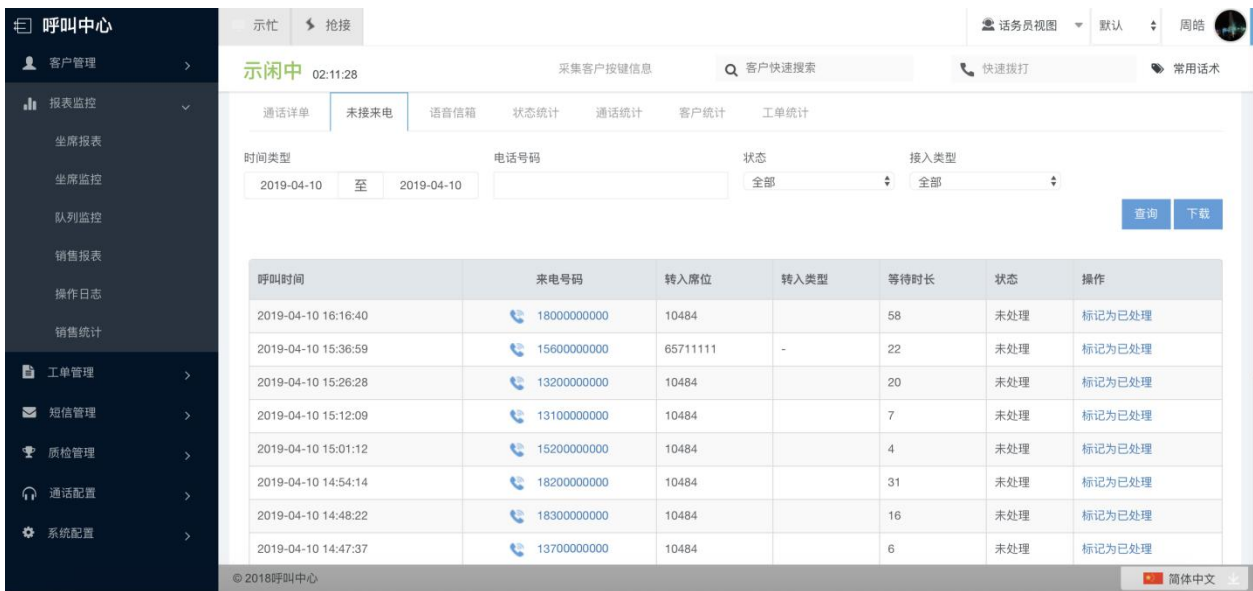 呼叫中心 示忙 抢接 话务员视图 默认 周皓
客户管理
报表监控
坐席报表
坐席监控
队列监控
销售报表
操作日志
销售统计
工单管理
短信管理
质检管理
通话配置
系统配置
示闲中 02:11:28 采集客户按键信息 客户快速搜索 快速拨打 常用话术
通话详单 未接来电 语音信箱 状态统计 通话统计 客户统计 工单统计
时间类型 电话号码 状态 接入类型
2019-04-10 至 2019-04-10 全部 全部
查询 下载
呼叫时间 来电号码 转入席位 转入类型 等待时长 状态 操作
2019-04-10 16:16:40 18000000000 10484 58 未处理 标记为已处理
2019-04-10 15:36:59 15600000000 65711111 - 22 未处理 标记为已处理
2019-04-10 15:26:28 13200000000 10484 20 未处理 标记为已处理
2019-04-10 15:12:09 13100000000 10484 7 未处理 标记为已处理
2019-04-10 15:01:12 15200000000 10484 4 未处理 标记为已处理
2019-04-10 14:54:14 18200000000 10484 31 未处理 标记为已处理
2019-04-10 14:48:22 18300000000 10484 16 未处理 标记为已处理
2019-04-10 14:47:37 13700000000 10484 6 未处理 标记为已处理
© 2018呼叫中心 简体中文